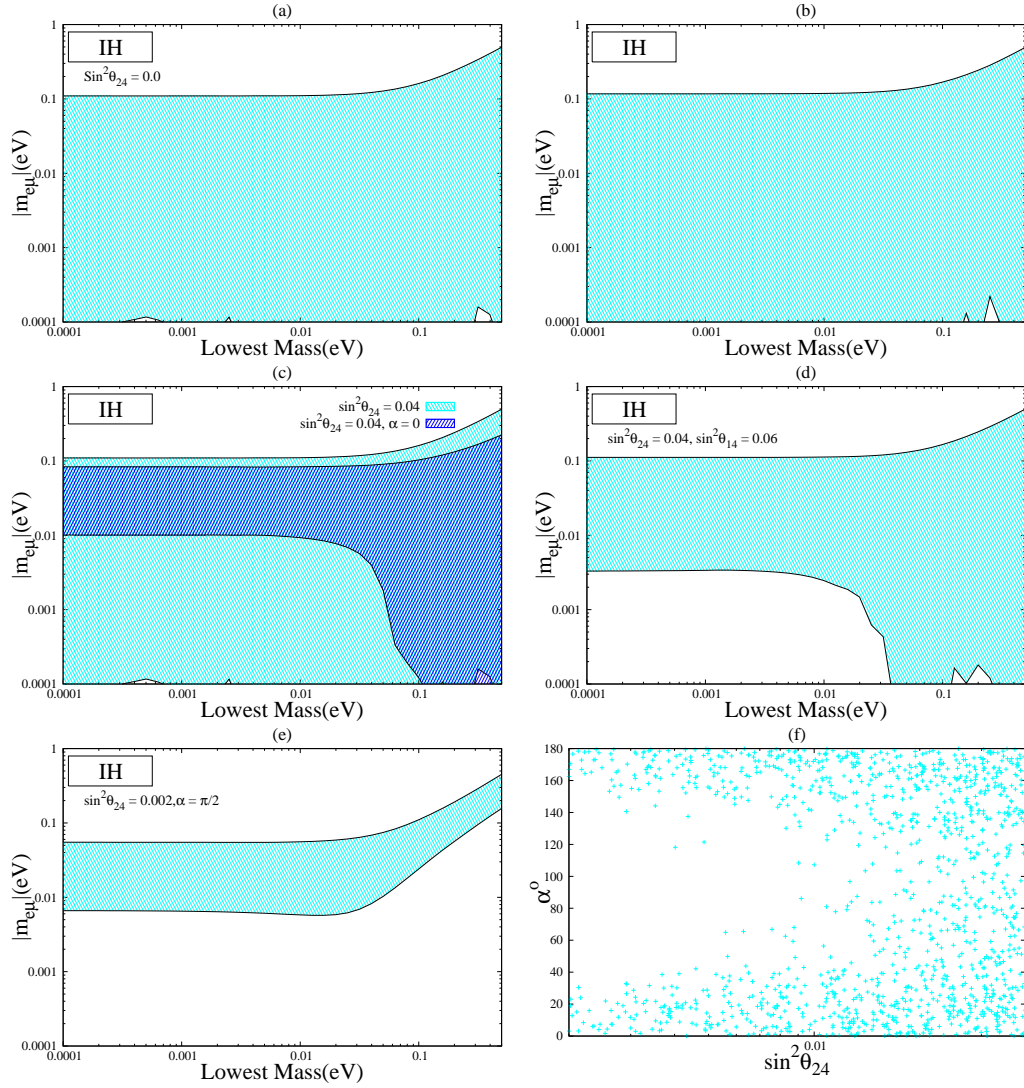 (a)
IH
Sin²θ₂₄ = 0.0
|m_eμ|(eV)
1
0.1
0.01
0.001
0.0001
0.0001 0.001 0.01 0.1
Lowest Mass(eV)
(b)
IH
|m_eμ|(eV)
1
0.1
0.01
0.001
0.0001
0.0001 0.001 0.01 0.1
Lowest Mass(eV)
(c)
IH
sin²θ₂₄ = 0.04
sin²θ₂₄ = 0.04, α = 0
|m_eμ|(eV)
1
0.1
0.01
0.001
0.0001
0.0001 0.001 0.01 0.1
Lowest Mass(eV)
(d)
IH
sin²θ₂₄ = 0.04, sin²θ₁₄ = 0.06
|m_eμ|(eV)
1
0.1
0.01
0.001
0.0001
0.0001 0.001 0.01 0.1
Lowest Mass(eV)
(e)
IH
sin²θ₂₄ = 0.002,α = π/2
|m_eμ|(eV)
1
0.1
0.01
0.001
0.0001
0.0001 0.001 0.01 0.1
Lowest Mass(eV)
(f)
α°
180
160
140
120
100
80
60
40
20
0
0.01
sin²θ₂₄